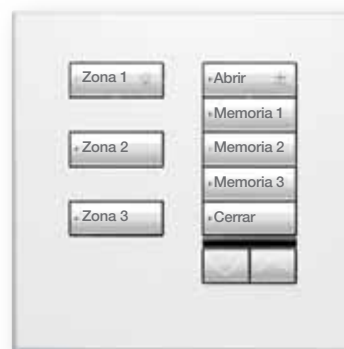 Zona 1
Zona 2
Zona 3
Abrir
Memoria 1
Memoria 2
Memoria 3
Cerrar